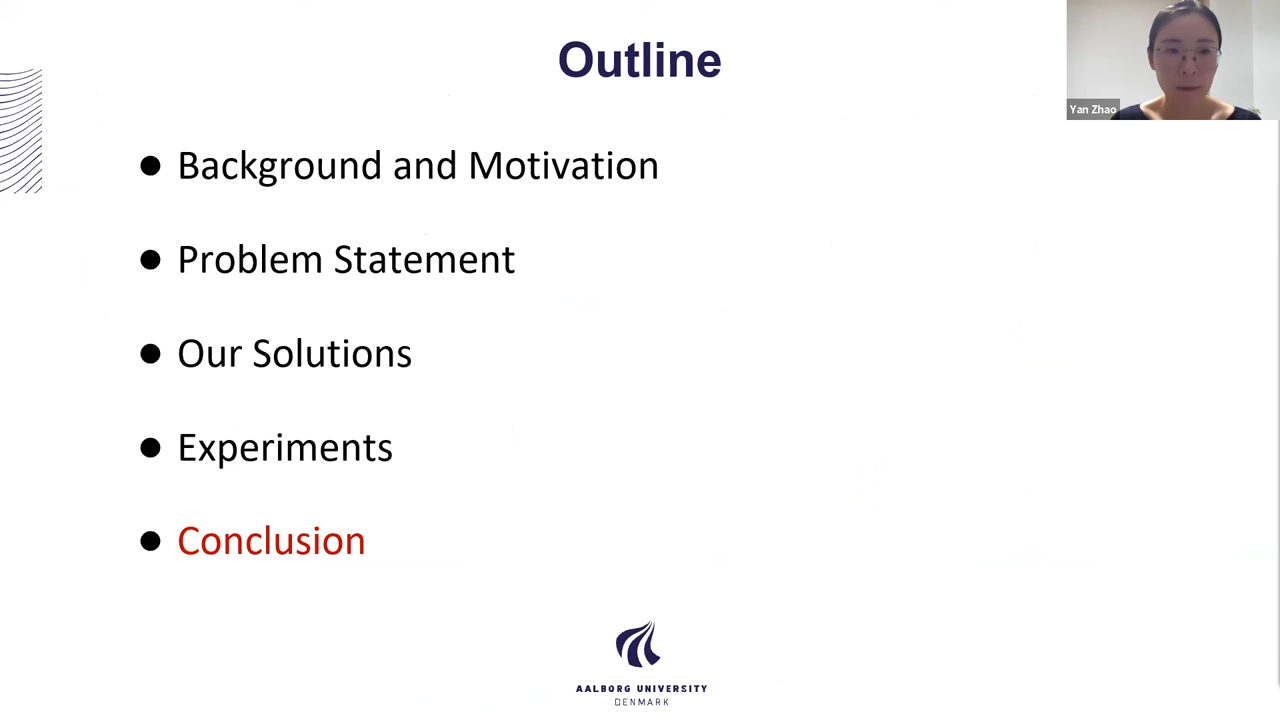 Outline
Yan Zhao
● Background and Motivation
● Problem Statement
● Our Solutions
● Experiments
● Conclusion
AALBORG UNIVERSITY
DENMARK